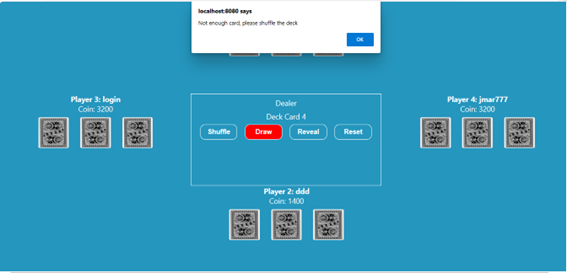 localhost:8080 says
Not enough card, please shuffle the deck
OK
Player 3: login
Coin: 3200
Dealer
Deck Card 4
Shuffle
Draw
Reveal
Reset
Player 4: jmar777
Coin: 3200
Player 2: ddd
Coin: 1400